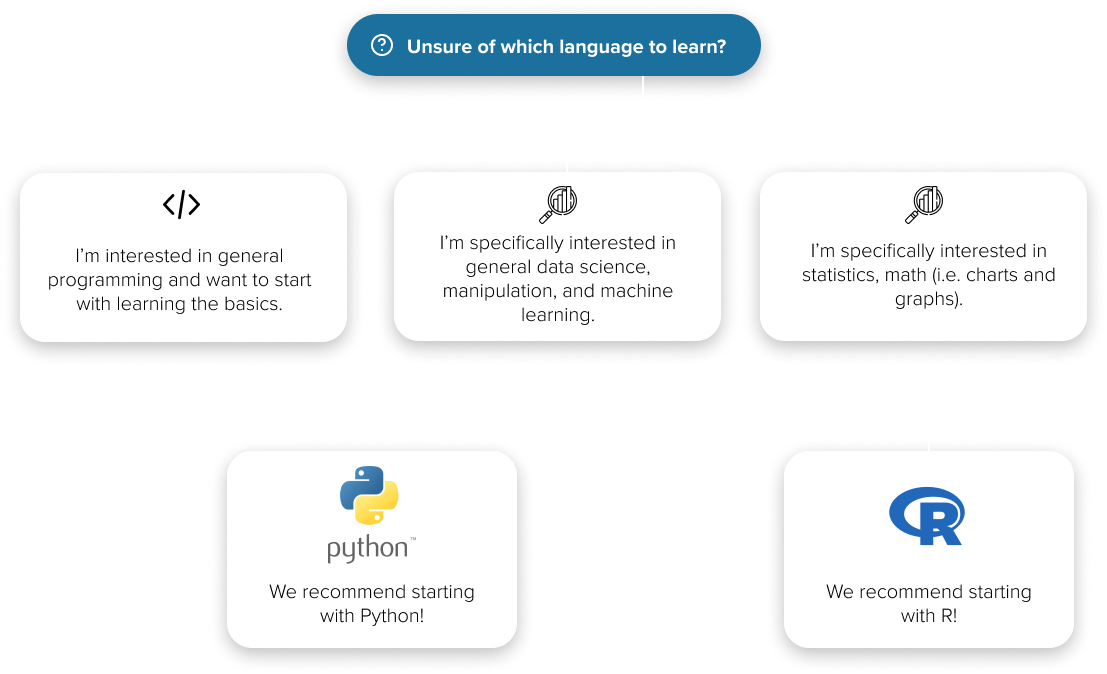 Unsure of which language to learn?
I'm interested in general
programming and want to start
with learning the basics.
I'm specifically interested in
general data science,
manipulation, and machine
learning.
I'm specifically interested in
statistics, math (i.e. charts and
graphs).
python™
We recommend starting
with Python!
R
We recommend starting
with R!